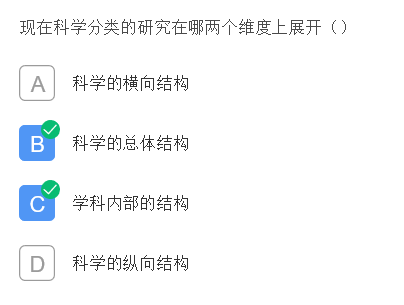 现在科学分类的研究在哪两个维度上展开（）
A 科学的横向结构
B 科学的总体结构
C 学科内部的结构
D 科学的纵向结构